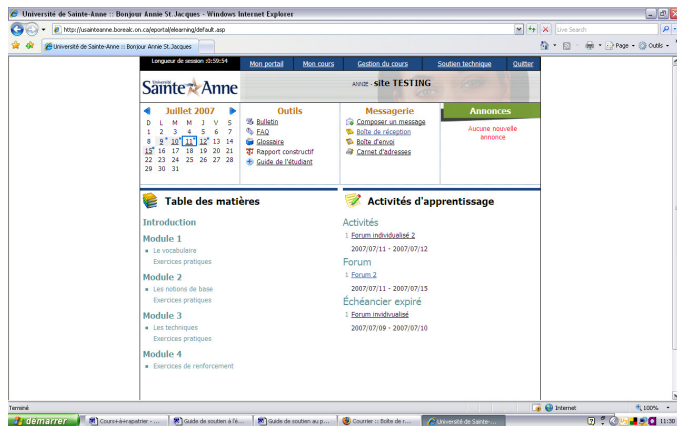 Université de Sainte-Anne :: Bonjour Annie St. Jacques - Windows Internet Explorer
http://usainteanne.boreal.on.ca/eportal/elearning/default.asp
Live Search
Université de Sainte-Anne :: Bonjour Annie St. Jacques
Page
Outils
Longueur de session :0:59:54
Mon portail Mon cours Gestion du cours Soutien technique Quitter
Université
Sainte Anne
ANNIE - site TESTING
Juillet 2007
D L M M J V S
1 2 3 4 5 6 7
8 9 10 11 12 13 14
15 16 17 18 19 20 21
22 23 24 25 26 27 28
29 30 31
Outils
Bulletin
FAQ
Glossaire
Rapport constructif
Guide de l'étudiant
Messagerie
Composer un message
Boîte de réception
Boîte d'envoi
Carnet d'adresses
Annonces
Aucune nouvelle
annonce
Table des matières
Introduction
Module 1
Le vocabulaire
Exercices pratiques
Module 2
Les notions de base
Exercices pratiques
Module 3
Les techniques
Exercices pratiques
Module 4
Exercices de renforcement
Activités d'apprentissage
Activités
1 Forum individualisé 2
2007/07/11 - 2007/07/12
Forum
1 Forum 2
2007/07/11 - 2007/07/15
Échéancier expiré
1 Forum invidivualisé
2007/07/09 - 2007/07/10
Terminé
Internet
100%
démarrer
Cours+à+rapatrier - ...
Guide de soutien à l'é...
Guide de soutien au p...
Courrier :: Boîte de r...
Université de Sainte-...
11:30